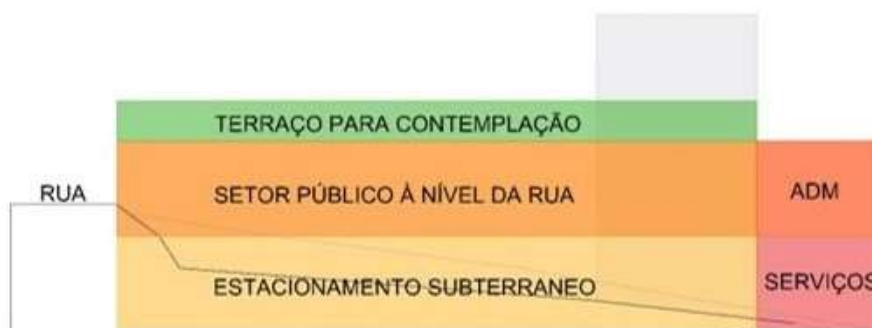 TERRAÇO PARA CONTEMPLAÇÃO
RUA
SETOR PÚBLICO À NÍVEL DA RUA
ADM
ESTACIONAMENTO SUBTERRANEO
SERVIÇOS